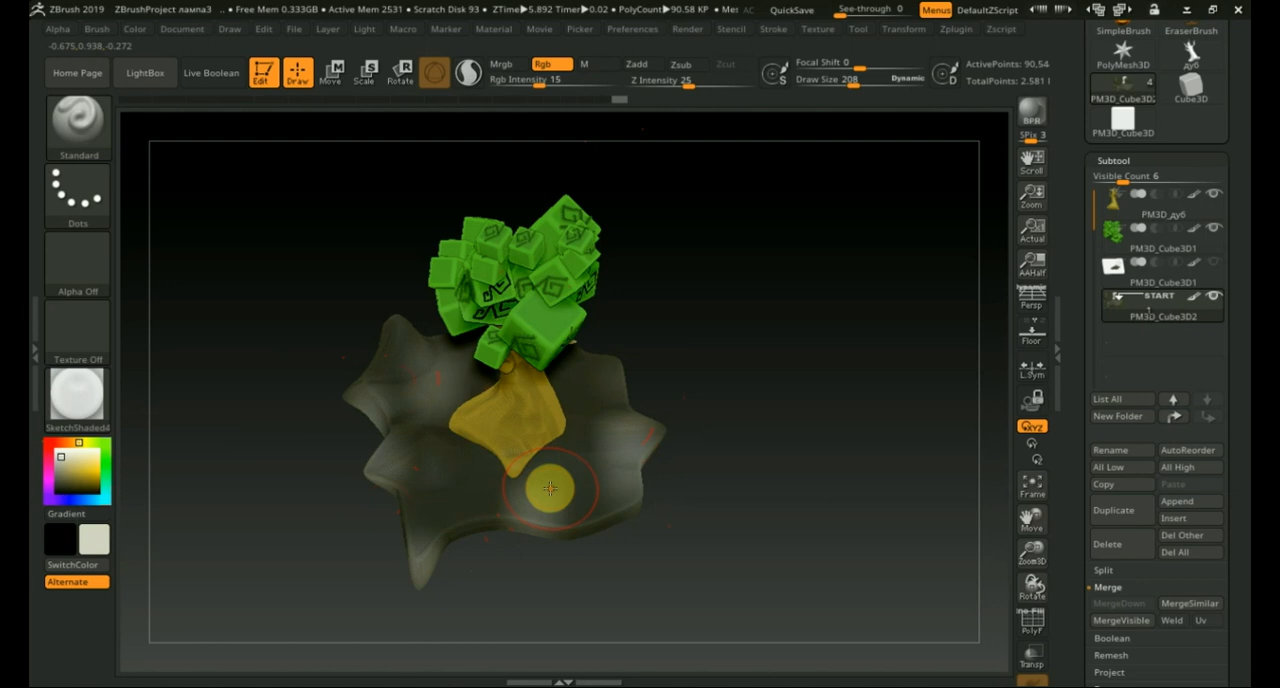 ZBrush 2019 ZBrushProject лампа3 .. • Free Mem 0.333GB • Active Mem 2531 • Scratch Disk 93 • ZTime▶5.892 Timer▶0.02 • PolyCount▶90.58 KP • Mes AC QuickSave See-through 0 Menus DefaultZScript
Alpha Brush Color Document Draw Edit File Layer Light Macro Marker Material Movie Picker Preferences Render Stencil Stroke Texture Tool Transform Zplugin Zscript
-0.675,0.938,-0.272
Home Page LightBox Live Boolean Edit Draw Move Scale Rotate
Mrgb Rgb M Zadd Zsub Zcut
Rgb Intensity 15 Z Intensity 25
Focal Shift 0
Draw Size 208 Dynamic
ActivePoints: 90,54
TotalPoints: 2.581
Standard
Dots
Alpha Off
Texture Off
SketchShaded4
Gradient
SwitchColor
Alternate
BPR
SPix 3
Scroll
Zoom
Actual
AAHalf
Persp
Floor
L.Sym
XYZ
Frame
Move
Zoom3D
Rotate
PolyF
Transp
SimpleBrush EraserBrush
PolyMesh3D дуб
4
PM3D_Cube3D2 Cube3D
PM3D_Cube3D
Subtool
Visible Count 6
PM3D_дуб
PM3D_Cube3D1
PM3D_Cube3D1
START
PM3D_Cube3D2
List All
New Folder
Rename AutoReorder
All Low All High
Copy Paste
Duplicate Append
Insert
Delete Del Other
Del All
Split
Merge
MergeDown MergeSimilar
MergeVisible Weld Uv
Boolean
Remesh
Project